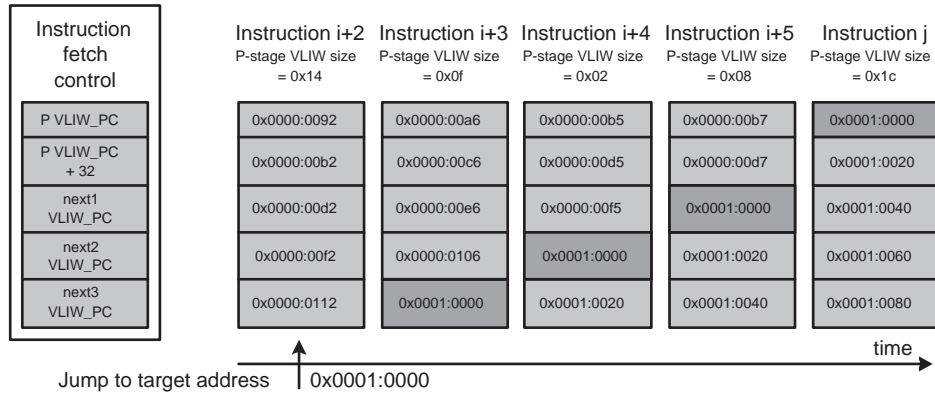 Instruction fetch control
P VLIW_PC
P VLIW_PC + 32
next1 VLIW_PC
next2 VLIW_PC
next3 VLIW_PC
Instruction i+2
P-stage VLIW size = 0x14
0x0000:0092
0x0000:00b2
0x0000:00d2
0x0000:00f2
0x0000:0112
Instruction i+3
P-stage VLIW size = 0x0f
0x0000:00a6
0x0000:00c6
0x0000:00e6
0x0000:0106
0x0001:0000
Instruction i+4
P-stage VLIW size = 0x02
0x0000:00b5
0x0000:00d5
0x0000:00f5
0x0001:0000
0x0001:0020
Instruction i+5
P-stage VLIW size = 0x08
0x0000:00b7
0x0000:00d7
0x0001:0000
0x0001:0020
0x0001:0040
Instruction j
P-stage VLIW size = 0x1c
0x0001:0000
0x0001:0020
0x0001:0040
0x0001:0060
0x0001:0080
time
Jump to target address
0x0001:0000